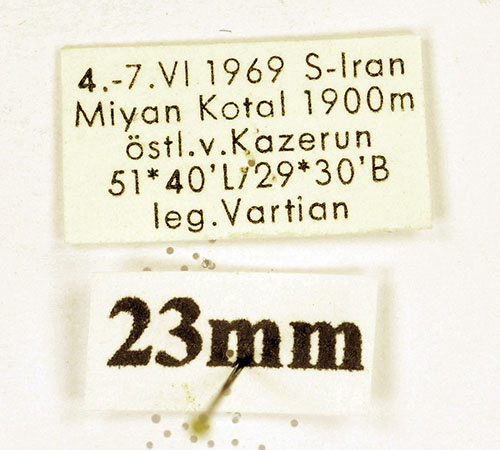 4.-7.VI 1969 S-Iran
Miyan Kotal 1900m
östl.v.Kazerun
51*40'L/29*30'B
leg.Vartian
23mm